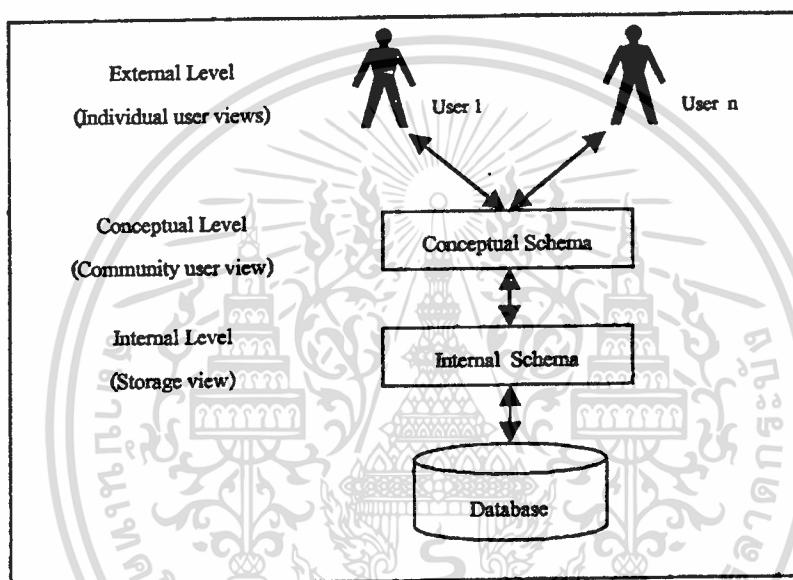 External Level
(Individual user views)
User 1
User n
Conceptual Level
(Community user view)
Conceptual Schema
Internal Level
(Storage view)
Internal Schema
Database